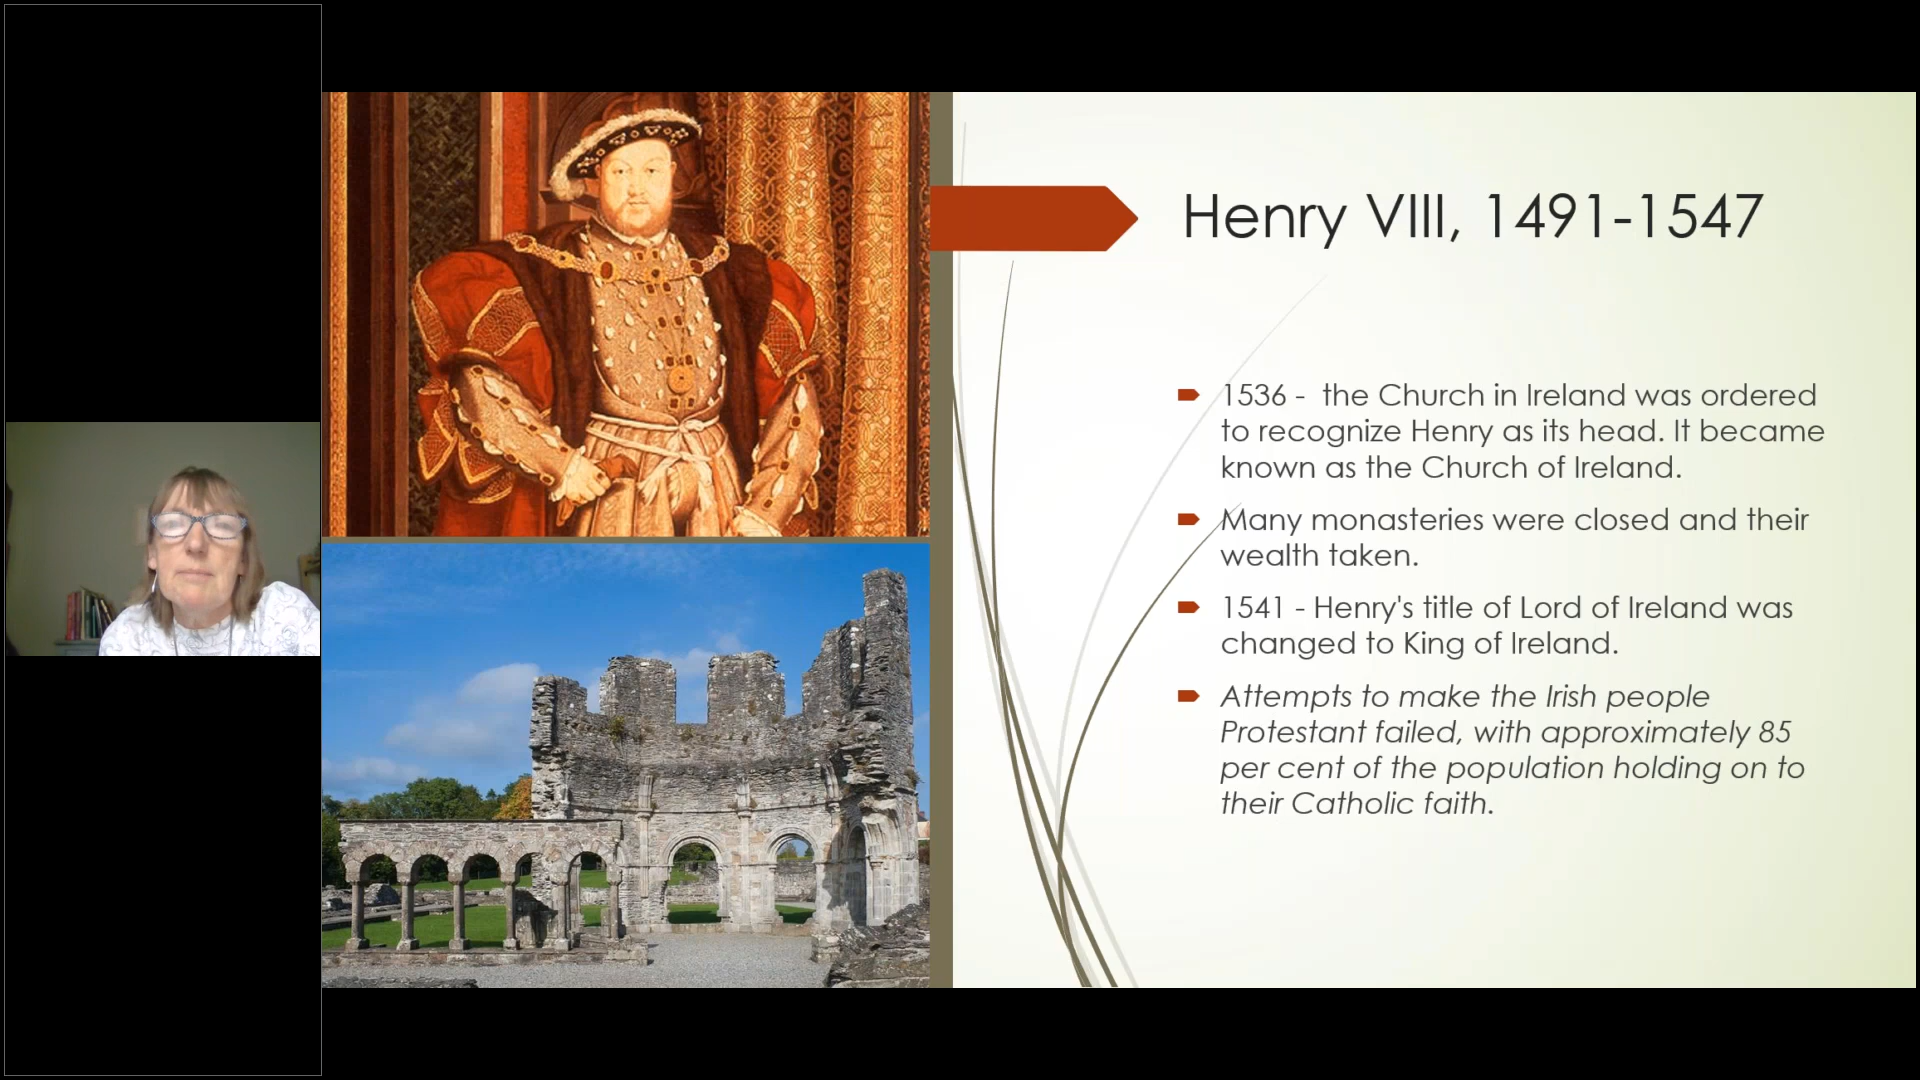 Henry VIII, 1491-1547
1536 -  the Church in Ireland was ordered
to recognize Henry as its head. It became
known as the Church of Ireland.
Many monasteries were closed and their
wealth taken.
1541 - Henry's title of Lord of Ireland was
changed to King of Ireland.
Attempts to make the Irish people
Protestant failed, with approximately 85
per cent of the population holding on to
their Catholic faith.